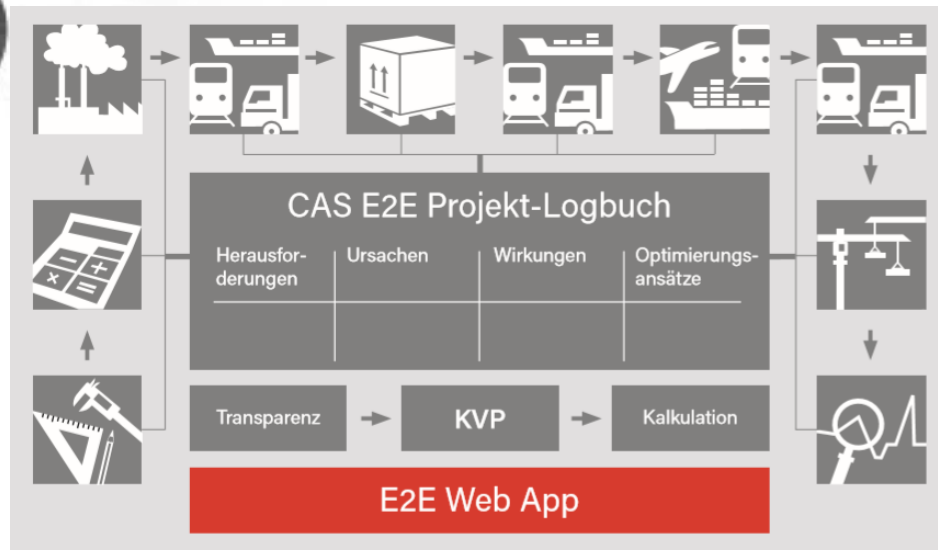 CAS E2E Projekt-Logbuch
Herausfor-
derungen
Ursachen
Wirkungen
Optimierungs-
ansätze
Transparenz
KVP
Kalkulation
E2E Web App